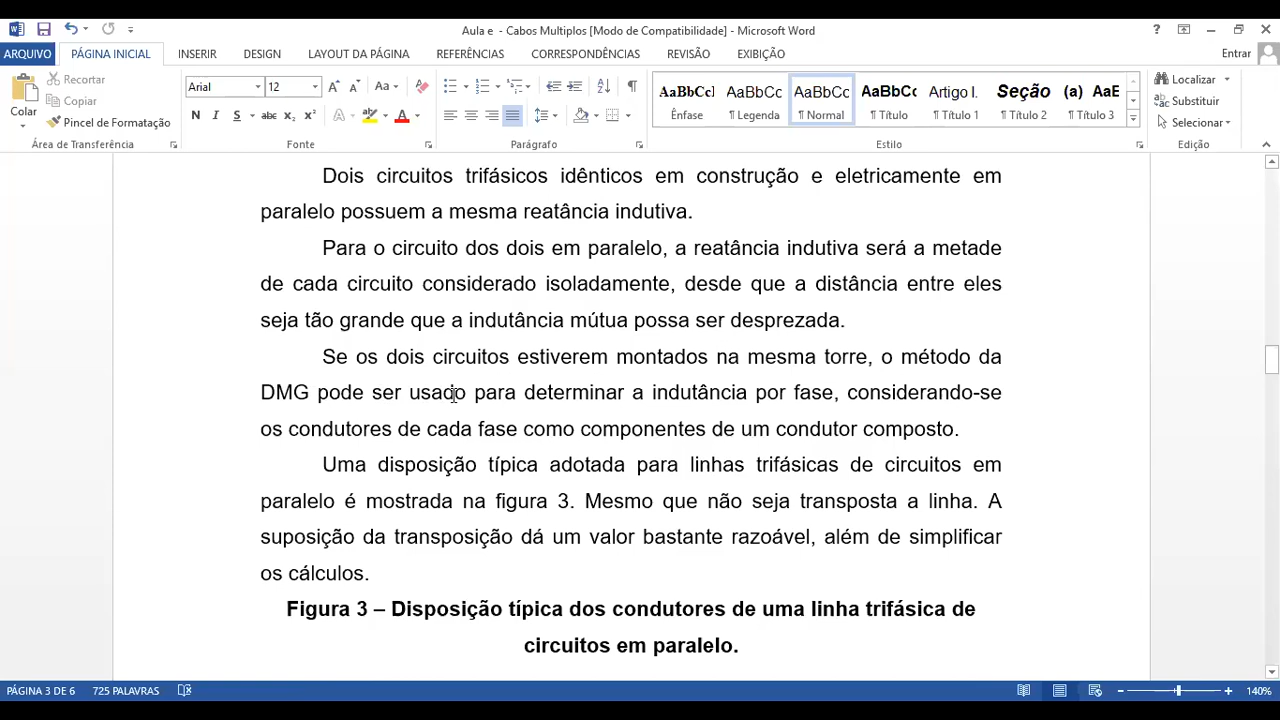 Aula e - Cabos Multiplos [Modo de Compatibilidade] - Microsoft Word
?
ARQUIVO PÁGINA INICIAL INSERIR DESIGN LAYOUT DA PÁGINA REFERÊNCIAS CORRESPONDÊNCIAS REVISÃO EXIBIÇÃO Entrar
Colar
Recortar
Copiar
Pincel de Formatação
Área de Transferência
Arial 12
N I S abc x₂ x²
Fonte
Parágrafo
AaBbCcl AaBbCc AaBbCc AaBbCc Artigo I. Seção (a) AaE
Ênfase ¶ Legenda ¶ Normal ¶ Título ¶ Título 1 ¶ Título 2 ¶ Título 3
Estilo
Localizar
Substituir
Selecionar
Edição
Dois circuitos trifásicos idênticos em construção e eletricamente em
paralelo possuem a mesma reatância indutiva.
Para o circuito dos dois em paralelo, a reatância indutiva será a metade
de cada circuito considerado isoladamente, desde que a distância entre eles
seja tão grande que a indutância mútua possa ser desprezada.
Se os dois circuitos estiverem montados na mesma torre, o método da
DMG pode ser usado para determinar a indutância por fase, considerando-se
os condutores de cada fase como componentes de um condutor composto.
Uma disposição típica adotada para linhas trifásicas de circuitos em
paralelo é mostrada na figura 3. Mesmo que não seja transposta a linha. A
suposição da transposição dá um valor bastante razoável, além de simplificar
os cálculos.
Figura 3 – Disposição típica dos condutores de uma linha trifásica de
circuitos em paralelo.
PÁGINA 3 DE 6 725 PALAVRAS 140%